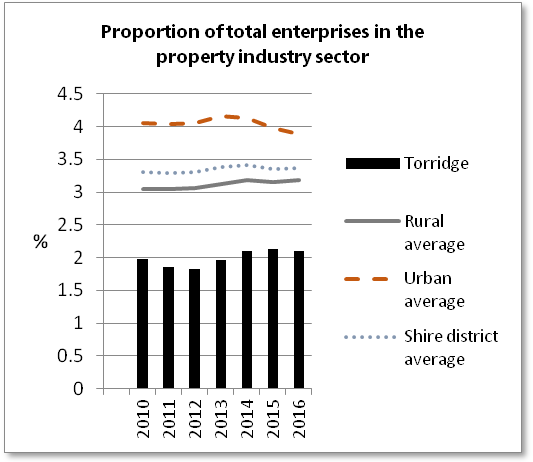 Proportion of total enterprises in the
property industry sector
4.5
4
3.5
3
2.5
2
1.5
1
0.5
0
%
2010
2011
2012
2013
2014
2015
2016
Torridge
Rural
average
Urban
average
Shire district
average